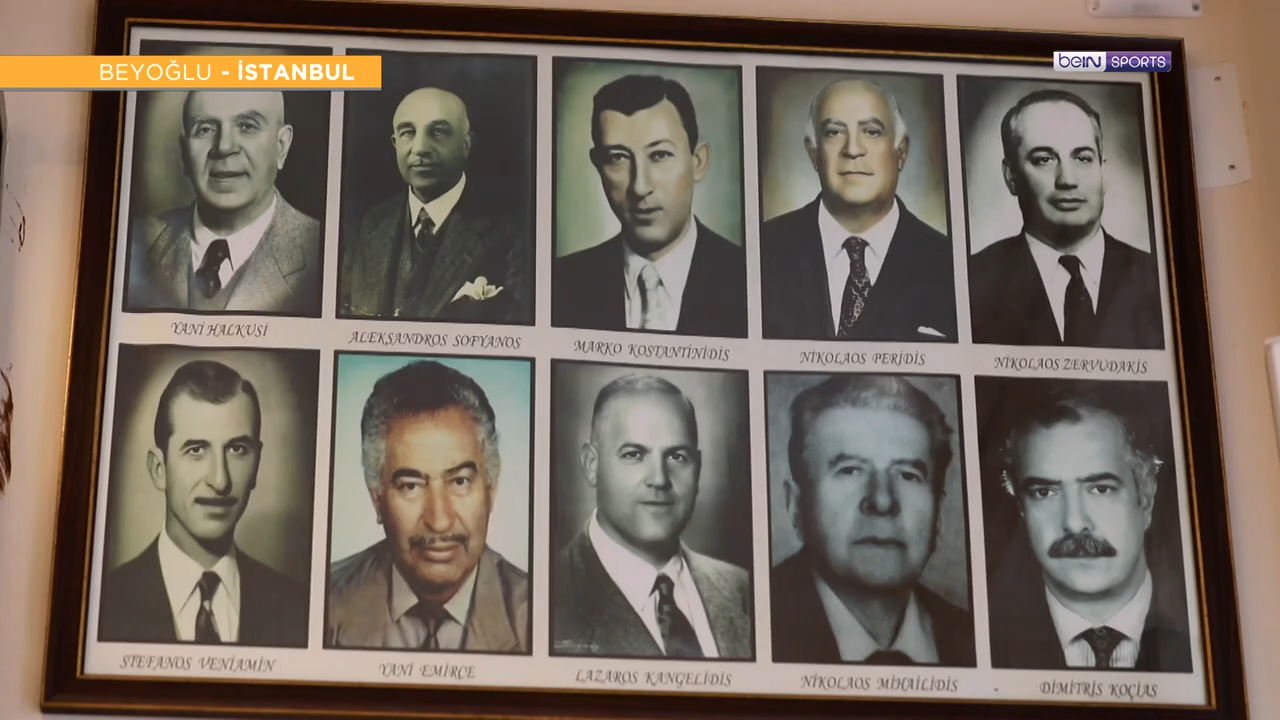 BEYOĞLU - İSTANBUL
beIN SPORTS
YANİ HALKUSİ
ALEKSANDROS SOFYANOS
MARKO KOSTANTİNİDİS
NİKOLAOS PERİDİS
NİKOLAOS ZERVUDAKİS
STEFANOS VENİAMİN
YANİ EMİRCE
LAZAROS KANGELİDİS
NİKOLAOS MİHAİLİDİS
DİMİTRİS KOÇİAS